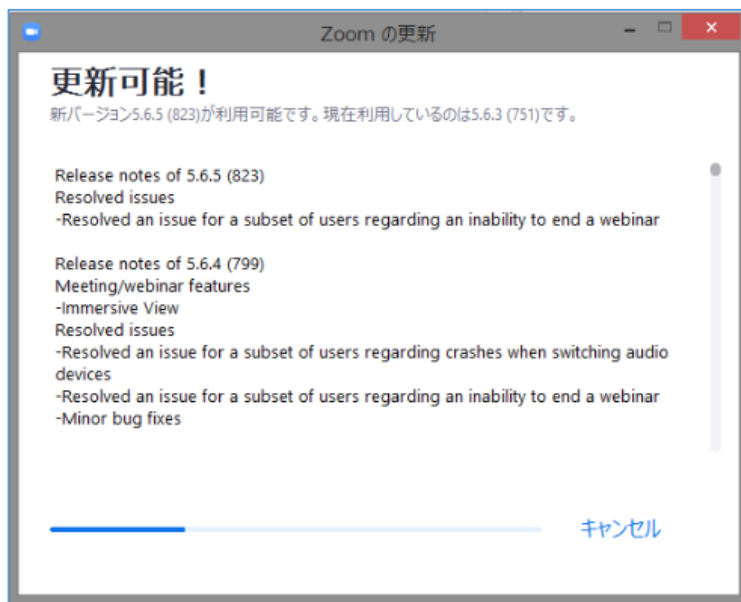 Zoom の更新
更新可能！
新バージョン5.6.5 (823)が利用可能です。現在利用しているのは5.6.3 (751)です。
Release notes of 5.6.5 (823)
Resolved issues
-Resolved an issue for a subset of users regarding an inability to end a webinar
Release notes of 5.6.4 (799)
Meeting/webinar features
-Immersive View
Resolved issues
-Resolved an issue for a subset of users regarding crashes when switching audio
devices
-Resolved an issue for a subset of users regarding an inability to end a webinar
-Minor bug fixes
キャンセル